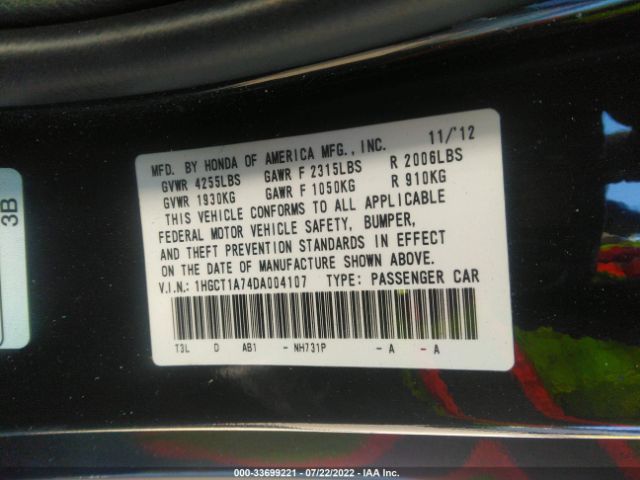 MFD. BY HONDA OF AMERICA MFG., INC. 11/'12
GVWR 4255LBS GAWR F 2315LBS R 2006LBS
GVWR 1930KG GAWR F 1050KG R 910KG
THIS VEHICLE CONFORMS TO ALL APPLICABLE
FEDERAL MOTOR VEHICLE SAFETY, BUMPER,
AND THEFT PREVENTION STANDARDS IN EFFECT
ON THE DATE OF MANUFACTURE SHOWN ABOVE.
V.I.N.: 1HGCT1A74DA004107 TYPE: PASSENGER CAR
T3L D AB1 - NH731P - A - A
3B
000-33699221 - 07/22/2022 - IAA Inc.